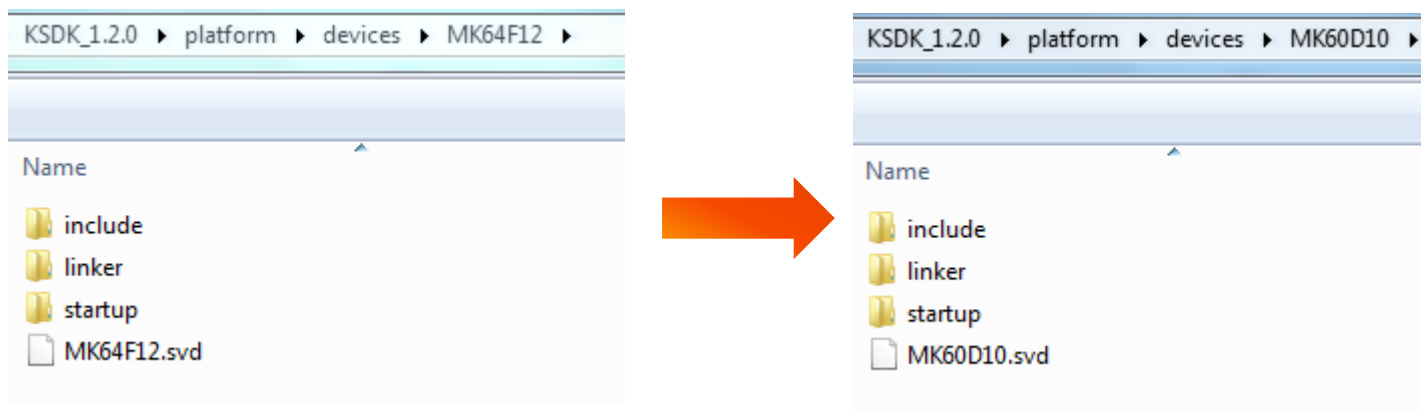 KSDK_1.2.0 ▸ platform ▸ devices ▸ MK64F12 ▸
Name
include
linker
startup
MK64F12.svd
KSDK_1.2.0 ▸ platform ▸ devices ▸ MK60D10 ▸
Name
include
linker
startup
MK60D10.svd